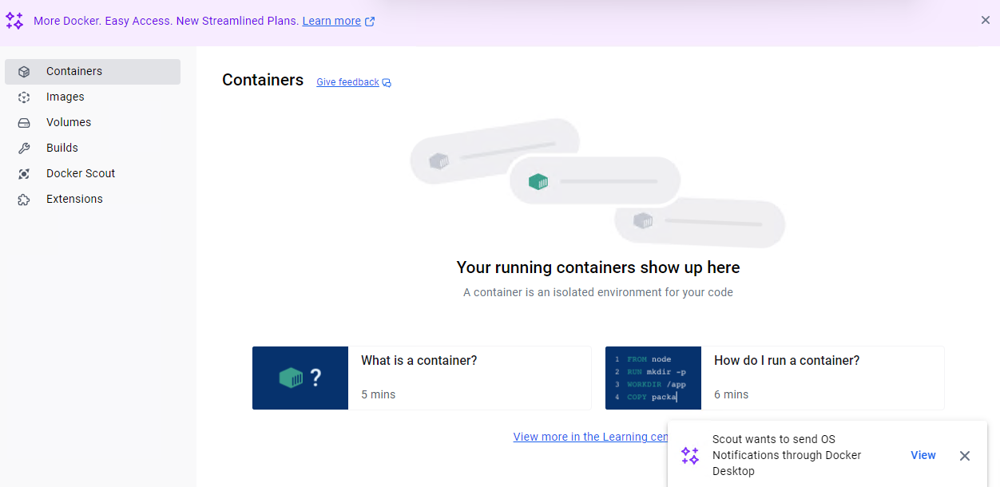 More Docker. Easy Access. New Streamlined Plans. Learn more
Containers
Images
Volumes
Builds
Docker Scout
Extensions
Containers
Give feedback
Your running containers show up here
A container is an isolated environment for your code
?
What is a container?
5 mins
1 FROM node
2 RUN mkdir -p
3 WORKDIR /app
4 COPY packa
How do I run a container?
6 mins
View more in the Learning cen
Scout wants to send OS
Notifications through Docker
Desktop
View